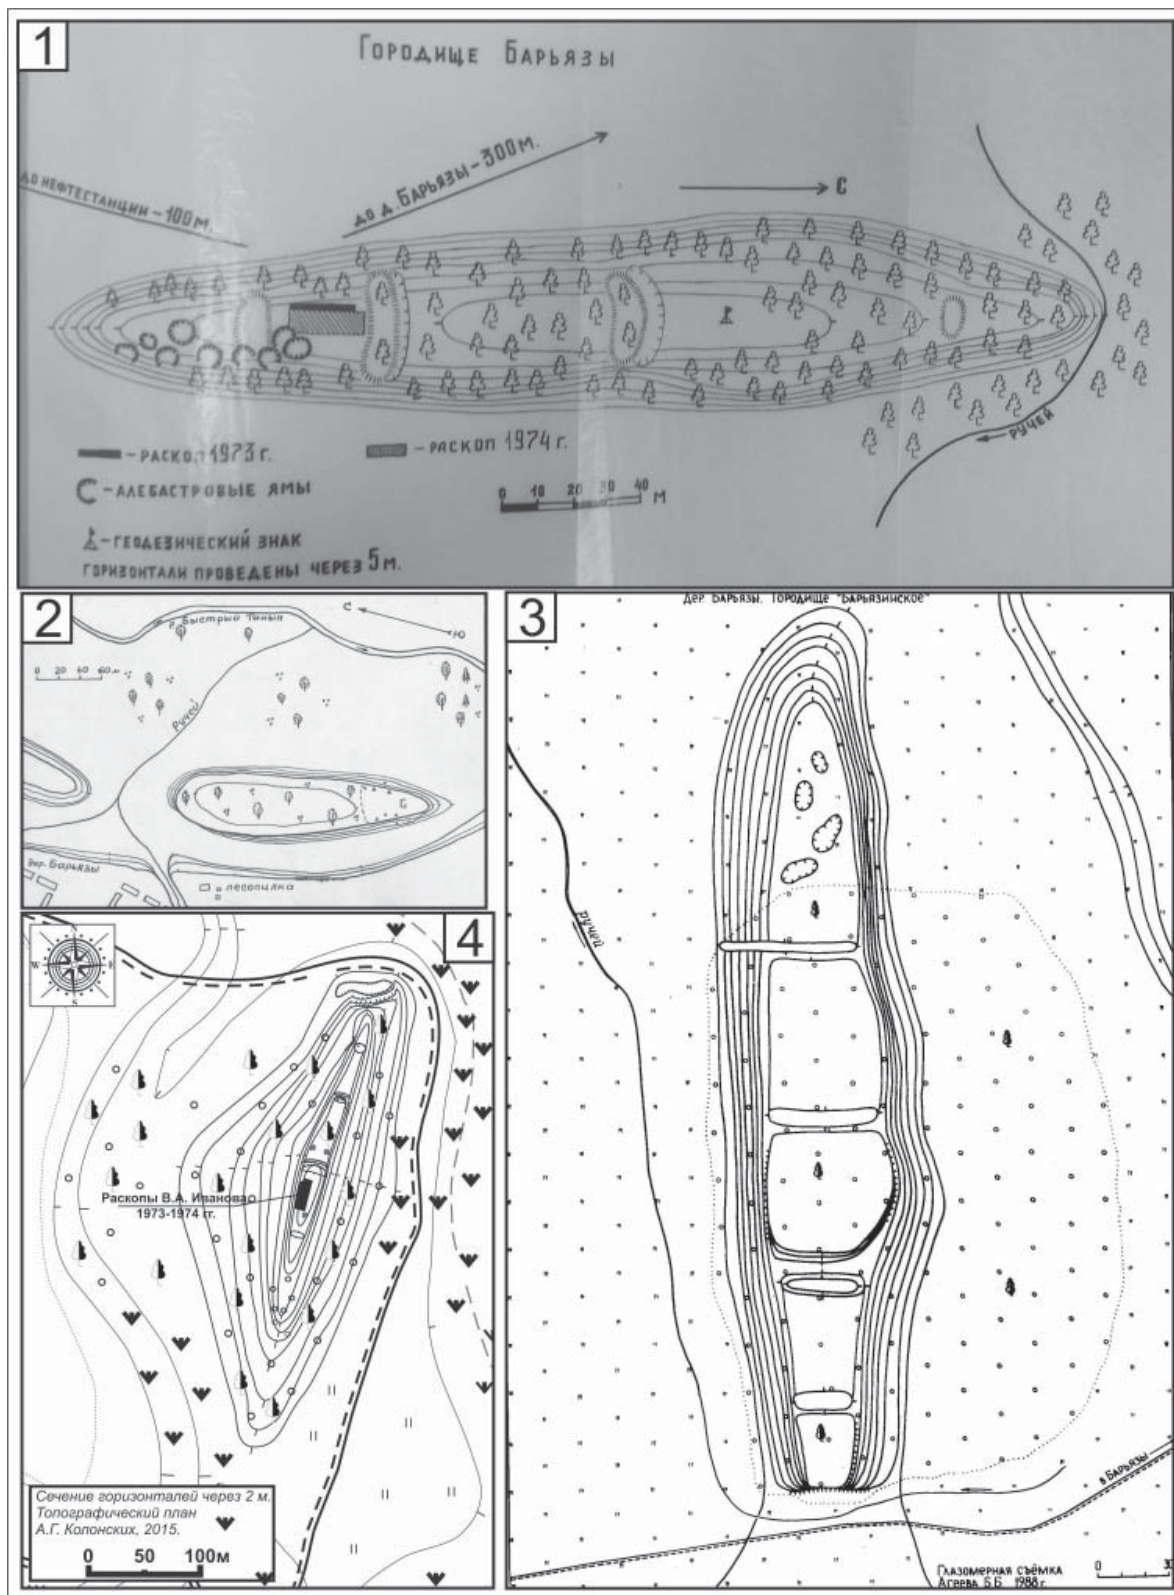 1
ГОРОДИЩЕ БАРЬЯЗЫ
ДО НЕФТЕСТАНЦИИ-100 М.
ДО Д. БАРЬЯЗЫ-300 М.
С
РУЧЕЙ
-РАСКОП 1973 г.
-РАСКОП 1974 г.
-АЛЕБАСТРОВЫЕ ЯМЫ
0 10 20 30 40 М
-ГЕОДЕЗИЧЕСКИЙ ЗНАК
ГОРИЗОНТАЛИ ПРОВЕДЕНЫ ЧЕРЕЗ 5 М.
2
р. Быстрый Танып
С
Ю
0 20 40 60 м
Ручей
дер. Барьязы
лесопилка
3
Дер. БАРЬЯЗЫ. ГОРОДИЩЕ "БАРЬЯЗИНСКОЕ"
ручей
в БАРЬЯЗЫ
ГЛАЗОМЕРНАЯ СЪЁМКА
АГЕЕВА Б.Б. 1988 г.
0 30
4
W E
S
Раскопы В.А. Иванова
1973-1974 гг.
Сечение горизонталей через 2 м.
Топографический план
А.Г. Колонских, 2015.
0 50 100м